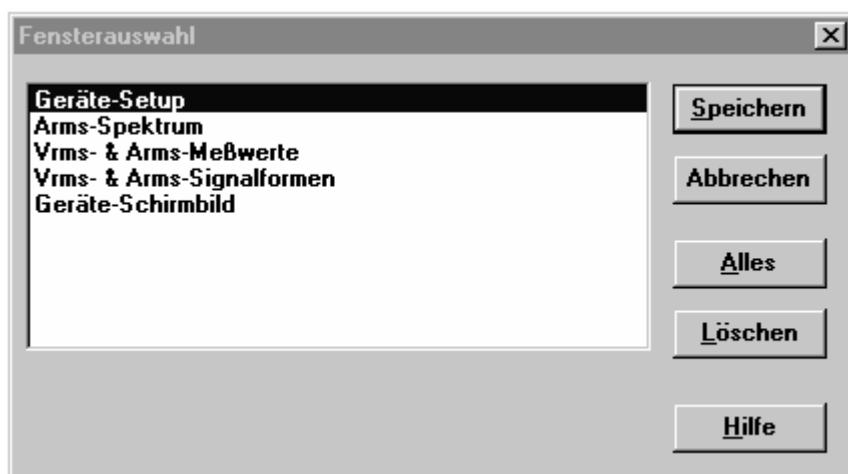 Fensterauswahl
Geräte-Setup
Arms-Spektrum
Vrms- & Arms-Meßwerte
Vrms- & Arms-Signalformen
Geräte-Schirmbild
Speichern
Abbrechen
Alles
Löschen
Hilfe